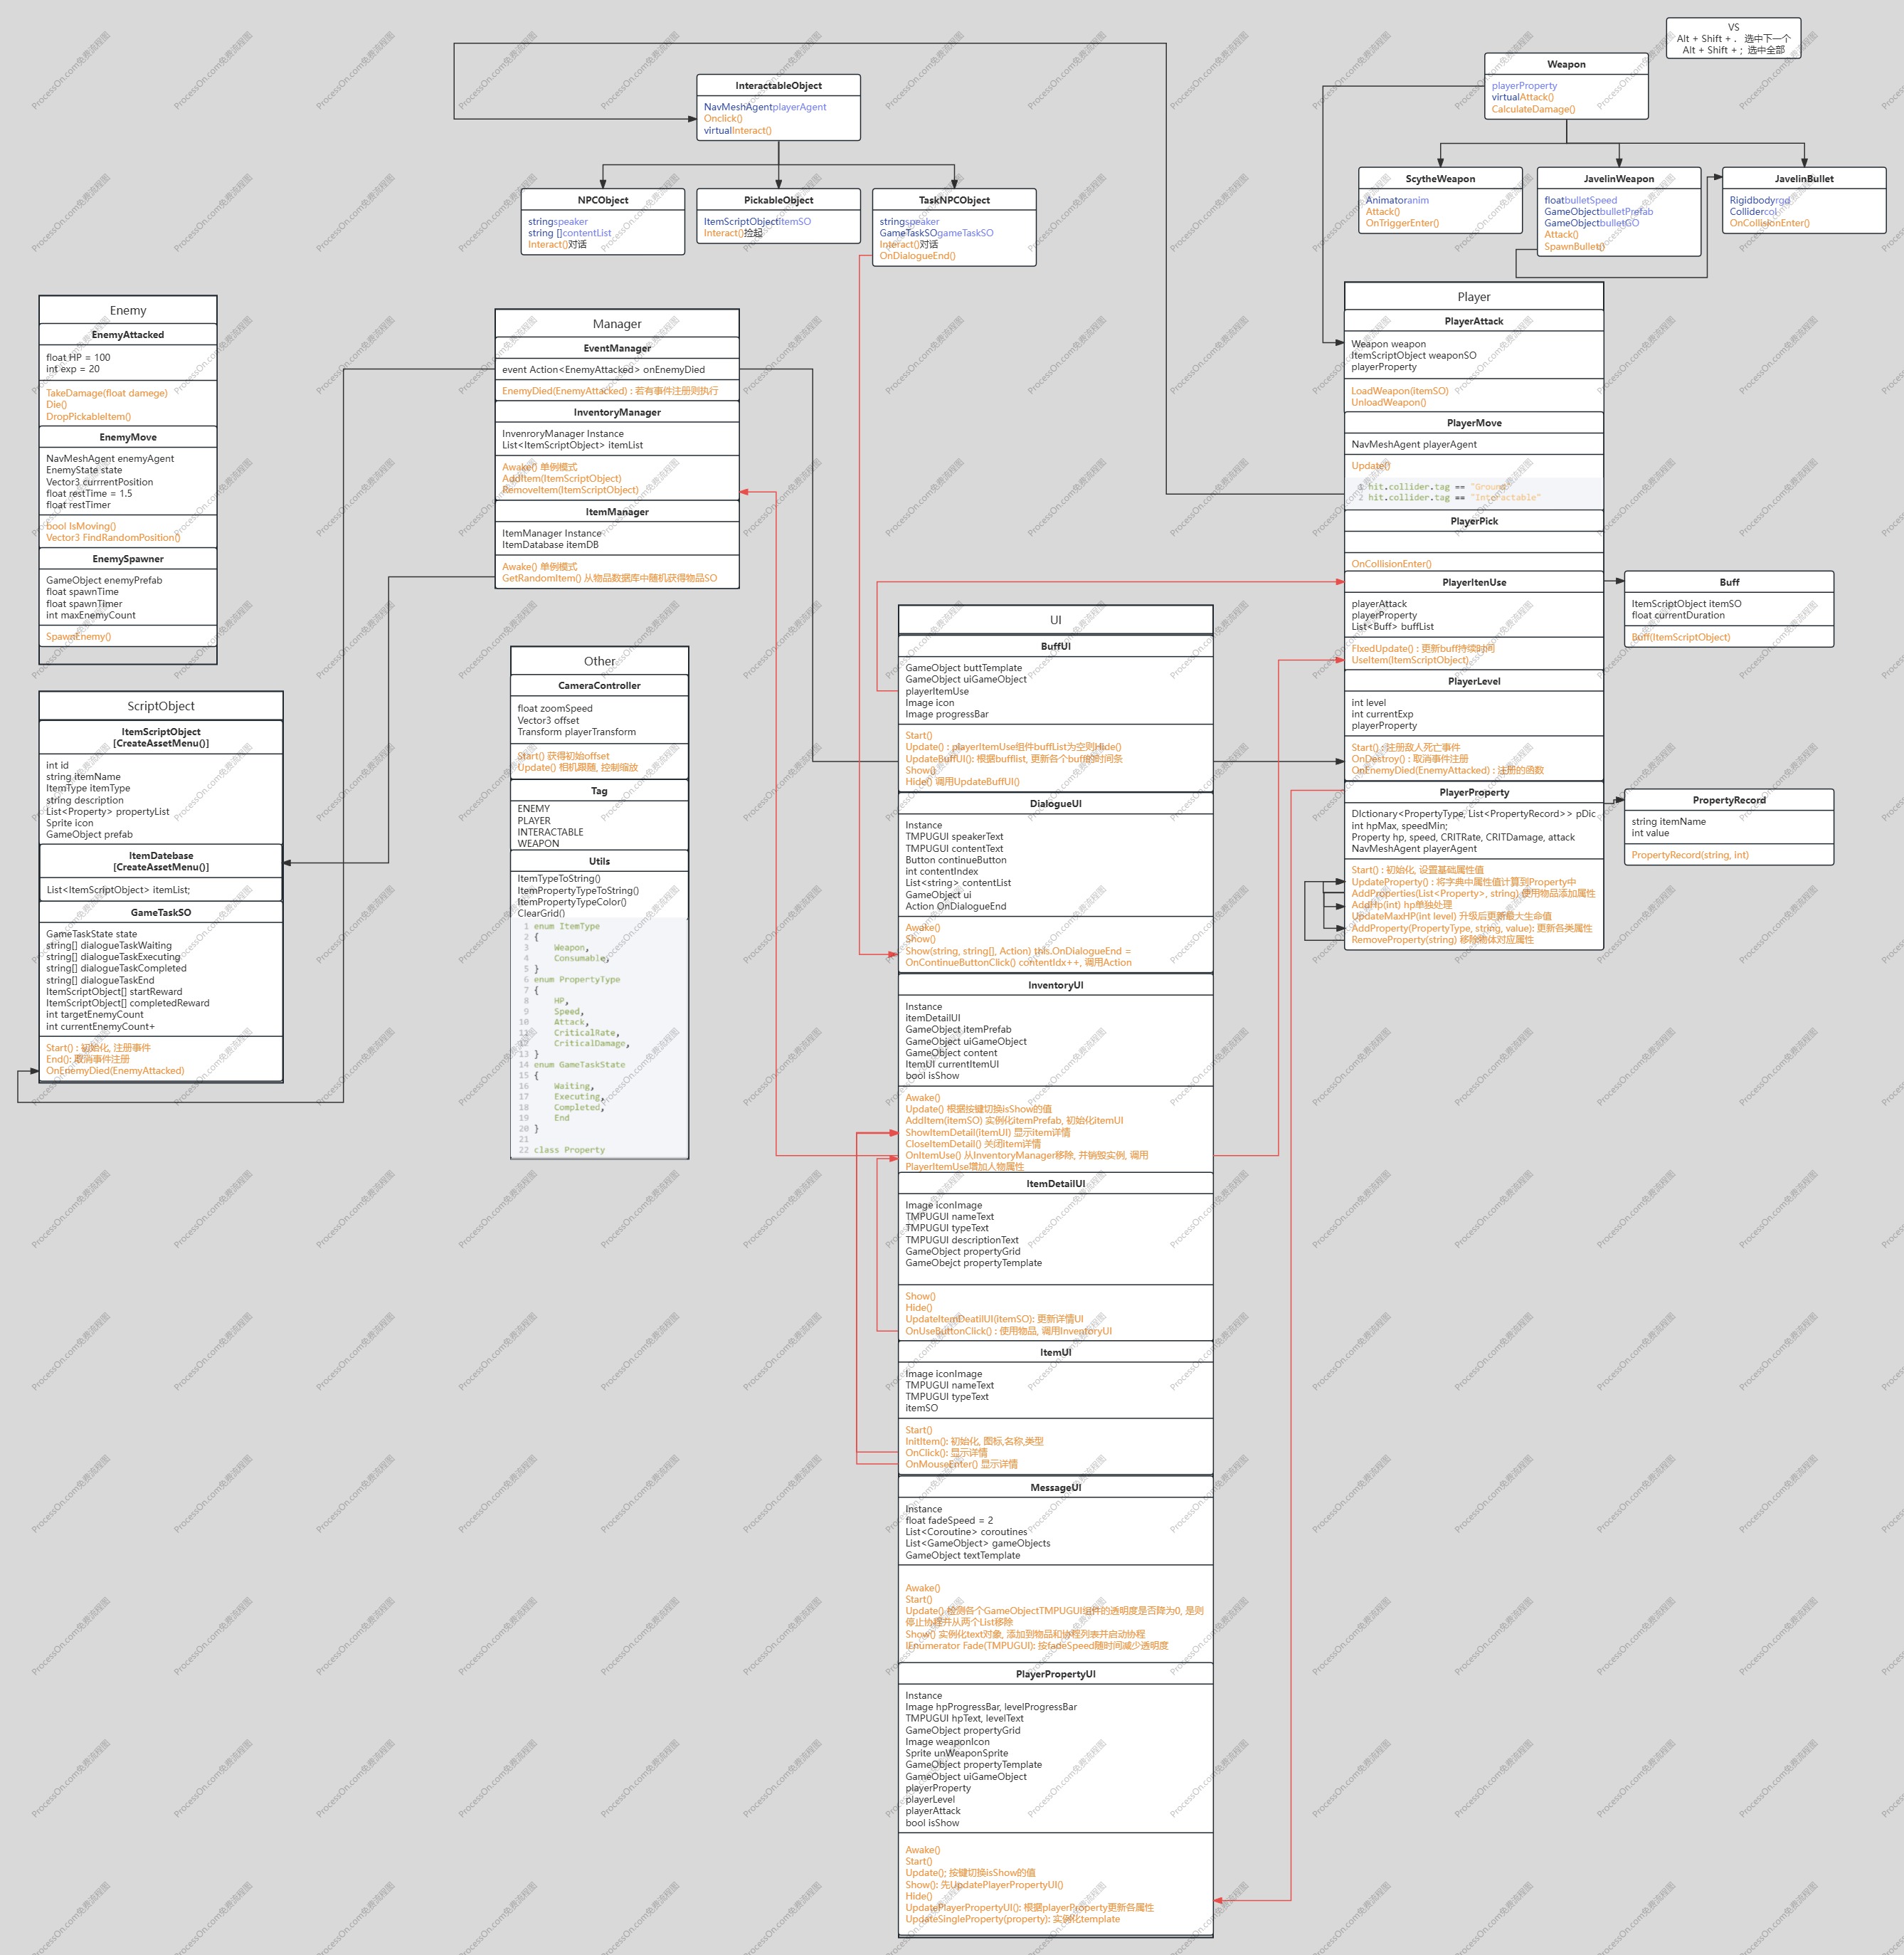 VS
Alt + Shift + .   选中下一个
Alt + Shift + ;  选中全部
InteractableObject
NavMeshAgentplayerAgent
Onclick()
virtualInteract()
NPCObject
stringspeaker
string []contentList
Interact()对话
PickableObject
ItemScriptObjectitemSO
Interact()捡起
TaskNPCObject
stringspeaker
GameTaskSOgameTaskSO
Interact()对话
OnDialogueEnd()
Weapon
playerProperty
virtualAttack()
CalculateDamage()
ScytheWeapon
Animatoranim
Attack()
OnTriggerEnter()
JavelinWeapon
floatbulletSpeed
GameObjectbulletPrefab
GameObjectbulletGO
Attack()
SpawnBullet()
JavelinBullet
Rigidbodyrgd
Collidercol
OnCollisionEnter()
Enemy
EnemyAttacked
float HP = 100
int exp = 20
TakeDamage(float damege)
Die()
DropPickableItem()
EnemyMove
NavMeshAgent enemyAgent
EnemyState state
Vector3 currrentPosition
float restTime = 1.5
float restTimer
bool IsMoving()
Vector3 FindRandomPosition()
EnemySpawner
GameObject enemyPrefab
float spawnTime
float spawnTimer
int maxEnemyCount
SpawnEnemy()
ScriptObject
ItemScriptObject
[CreateAssetMenu()]
int id
string itemName
ItemType itemType
string description
List<Property> propertyList
Sprite icon
GameObject prefab
ItemDatebase
[CreateAssetMenu()]
List<ItemScriptObject> itemList;
GameTaskSO
GameTaskState state
string[] dialogueTaskWaiting
string[] dialogueTaskExecuting
string[] dialogueTaskCompleted
string[] dialogueTaskEnd
ItemScriptObject[] startReward
ItemScriptObject[] completedReward
int targetEnemyCount
int currentEnemyCount+
Start() : 初始化, 注册事件
End(): 取消事件注册
OnEnemyDied(EnemyAttacked)
Manager
EventManager
event Action<EnemyAttacked> onEnemyDied
EnemyDied(EnemyAttacked) : 若有事件注册则执行
InventoryManager
InvenroryManager Instance
List<ItemScriptObject> itemList
Awake() 单例模式
AddItem(ItemScriptObject)
RemoveItem(ItemScriptObject)
ItemManager
ItemManager Instance
ItemDatabase itemDB
Awake() 单例模式
GetRandomItem() 从物品数据库中随机获得物品SO
Other
CameraController
float zoomSpeed
Vector3 offset
Transform playerTransform
Start() 获得初始offset
Update() 相机跟随, 控制缩放
Tag
ENEMY
PLAYER
INTERACTABLE
WEAPON
Utils
ItemTypeToString()
ItemPropertyTypeToString()
ItemPropertyTypeColor()
ClearGrid()
1 enum ItemType
2 {
3     Weapon,
4     Consumable,
5 }
6 enum PropertyType
7 {
8     HP,
9     Speed,
10     Attack,
11     CriticalRate,
12     CriticalDamage,
13 }
14 enum GameTaskState
15 {
16     Waiting,
17     Executing,
18     Completed,
19     End
20 }
21
22 class Property
UI
BuffUI
GameObject buttTemplate
GameObject uiGameObject
playerItemUse
Image icon
Image progressBar
Start()
Update() : playerItemUse组件buffList为空则Hide()
UpdateBuffUI(): 根据bufflist, 更新各个buff的时间条
Show()
Hide() 调用UpdateBuffUI()
DialogueUI
Instance
TMPUGUI speakerText
TMPUGUI contentText
Button continueButton
int contentIndex
List<string> contentList
GameObject ui
Action OnDialogueEnd
Awake()
Show()
Show(string, string[], Action) this.OnDialogueEnd =
OnContinueButtonClick() contentIdx++, 调用Action
InventoryUI
Instance
itemDetailUI
GameObject itemPrefab
GameObject uiGameObject
GameObject content
ItemUI currentItemUI
bool isShow
Awake()
Update() 根据按键切换isShow的值
AddItem(itemSO) 实例化itemPrefab, 初始化itemUI
ShowItemDetail(itemUI) 显示item详情
CloseItemDetail() 关闭item详情
OnItemUse() 从InventoryManager移除, 并销毁实例, 调用
PlayerItemUse增加人物属性
ItemDetailUI
Image iconImage
TMPUGUI nameText
TMPUGUI typeText
TMPUGUI descriptionText
GameObject propertyGrid
GameObejct propertyTemplate
Show()
Hide()
UpdateItemDeatilUI(itemSO): 更新详情UI
OnUseButtonClick() : 使用物品, 调用InventoryUI
ItemUI
Image iconImage
TMPUGUI nameText
TMPUGUI typeText
itemSO
Start()
InitItem(): 初始化, 图标,名称,类型
OnClick(): 显示详情
OnMouseEnter() 显示详情
MessageUI
Instance
float fadeSpeed = 2
List<Coroutine> coroutines
List<GameObject> gameObjects
GameObject textTemplate
Awake()
Start()
Update() 检测各个GameObjectTMPUGUI组件的透明度是否降为0, 是则
停止协程并从两个List移除
Show() 实例化text对象, 添加到物品和协程列表并启动协程
IEnumerator Fade(TMPUGUI): 按fadeSpeed随时间减少透明度
PlayerPropertyUI
Instance
Image hpProgressBar, levelProgressBar
TMPUGUI hpText, levelText
GameObject propertyGrid
Image weaponIcon
Sprite unWeaponSprite
GameObject propertyTemplate
GameObject uiGameObject
playerProperty
playerLevel
playerAttack
bool isShow
Awake()
Start()
Update(): 按键切换isShow的值
Show(): 先UpdatePlayerPropertyUI()
Hide()
UpdatePlayerPropertyUI(): 根据playerProperty更新各属性
UpdateSingleProperty(property): 实例化template
Player
PlayerAttack
Weapon weapon
ItemScriptObject weaponSO
playerProperty
LoadWeapon(itemSO)
UnloadWeapon()
PlayerMove
NavMeshAgent playerAgent
Update()
1 hit.collider.tag == "Ground"
2 hit.collider.tag == "Interactable"
PlayerPick
OnCollisionEnter()
PlayerItenUse
playerAttack
playerProperty
List<Buff> buffList
FIxedUpdate() : 更新buff持续时间
UseItem(ItemScriptObject)
PlayerLevel
int level
int currentExp
playerProperty
Start() : 注册敌人死亡事件
OnDestroy() : 取消事件注册
OnEnemyDied(EnemyAttacked) : 注册的函数
PlayerProperty
DIctionary<PropertyType, List<PropertyRecord>> pDic
int hpMax, speedMin;
Property hp, speed, CRITRate, CRITDamage, attack
NavMeshAgent playerAgent
Start() : 初始化, 设置基础属性值
UpdateProperty() : 将字典中属性值计算到Property中
AddProperties(List<Property>, string) 使用物品添加属性
AddHp(int) hp单独处理
UpdateMaxHP(int level) 升级后更新最大生命值
AddProperty(PropertyType, string, value): 更新各类属性
RemoveProperty(string) 移除物体对应属性
Buff
ItemScriptObject itemSO
float currentDuration
Buff(ItemScriptObject)
PropertyRecord
string itemName
int value
PropertyRecord(string, int)